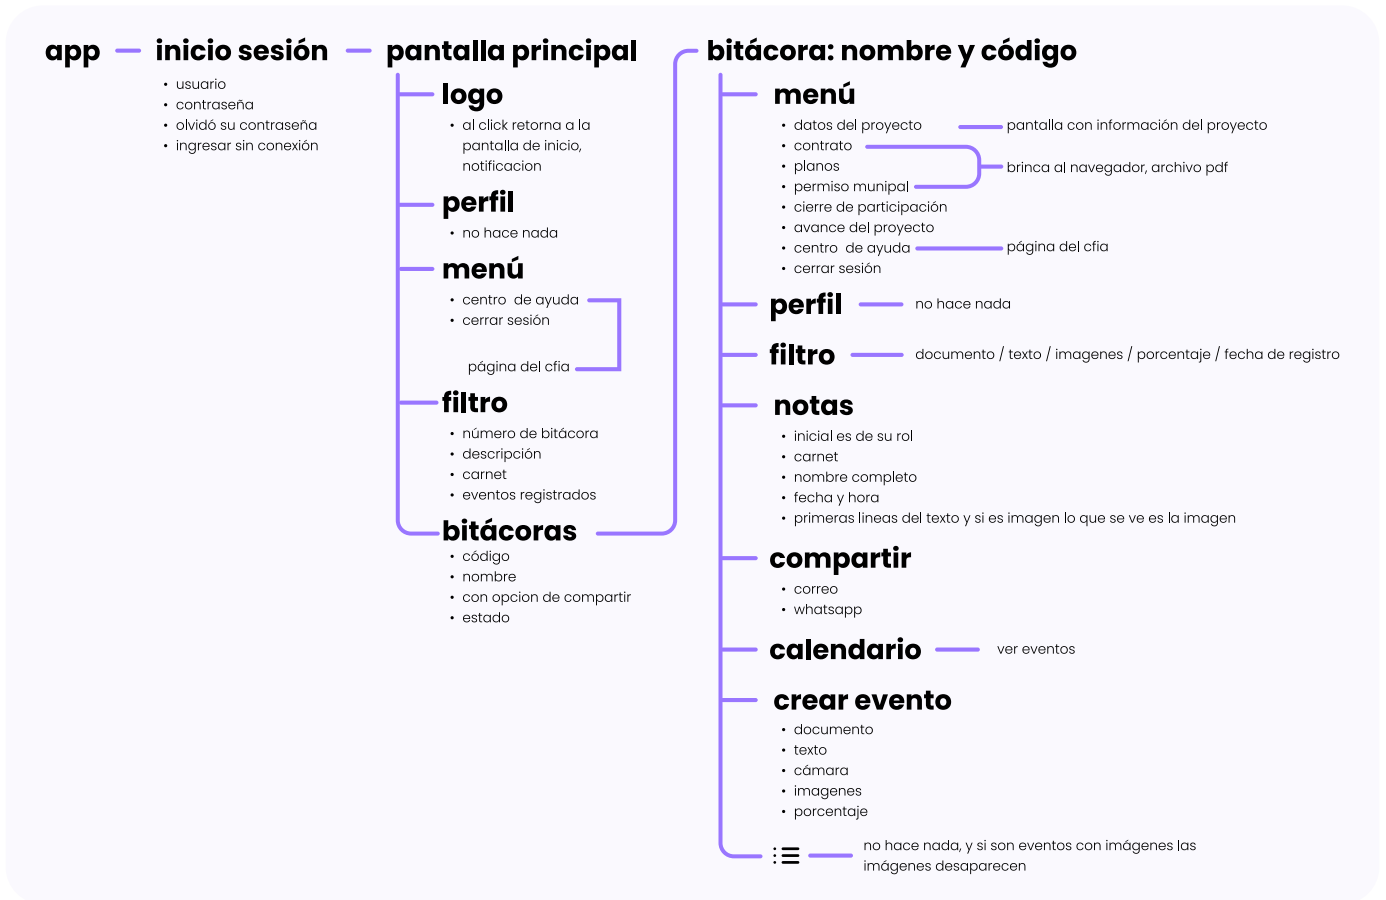 app
inicio sesión
• usuario
• contraseña
• olvidó su contraseña
• ingresar sin conexión
pantalla principal
logo
• al click retorna a la
pantalla de inicio,
notificacion
perfil
• no hace nada
menú
• centro de ayuda
• cerrar sesión
página del cfia
filtro
• número de bitácora
• descripción
• carnet
• eventos registrados
bitácoras
• código
• nombre
• con opcion de compartir
• estado
bitácora: nombre y código
menú
• datos del proyecto
pantalla con información del proyecto
• contrato
• planos
brinca al navegador, archivo pdf
• permiso munipal
• cierre de participación
• avance del proyecto
• centro de ayuda
página del cfia
• cerrar sesión
perfil
no hace nada
filtro
documento / texto / imagenes / porcentaje / fecha de registro
notas
• inicial es de su rol
• carnet
• nombre completo
• fecha y hora
• primeras lineas del texto y si es imagen lo que se ve es la imagen
compartir
• correo
• whatsapp
calendario
ver eventos
crear evento
• documento
• texto
• cámara
• imagenes
• porcentaje
no hace nada, y si son eventos con imágenes las
imágenes desaparecen